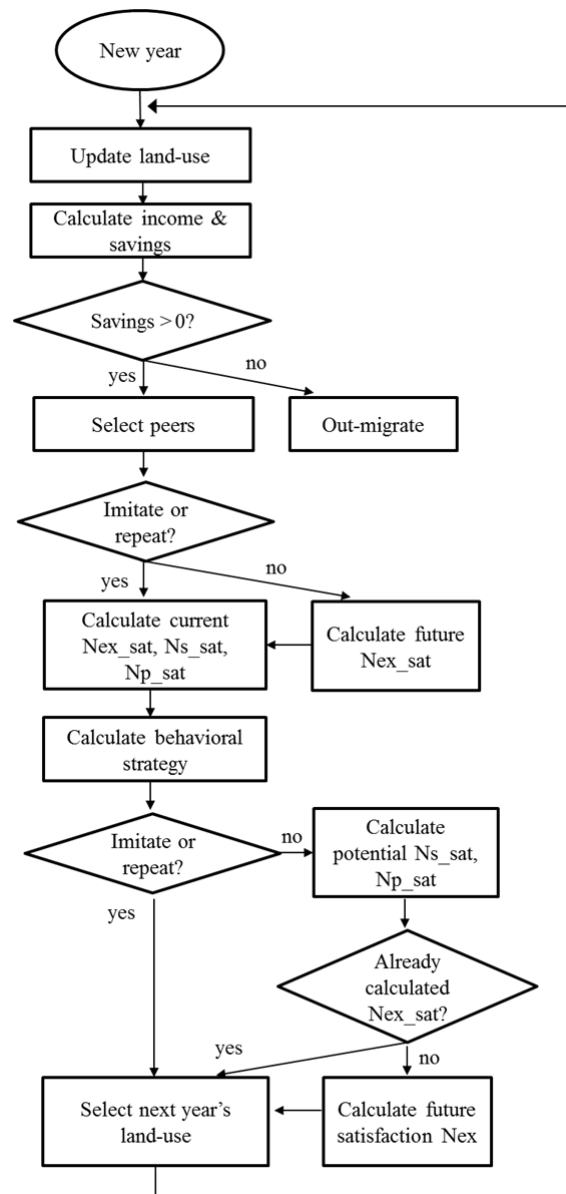 New year
Update land-use
Calculate income &
savings
Savings > 0?
yes
no
Select peers
Out-migrate
Imitate or
repeat?
yes
no
Calculate current
Nex_sat, Ns_sat,
Np_sat
Calculate future
Nex_sat
Calculate behavioral
strategy
Imitate or
repeat?
no
Calculate
potential Ns_sat,
Np_sat
yes
Already
calculated
Nex_sat?
yes
no
Select next year's
land-use
Calculate future
satisfaction Nex